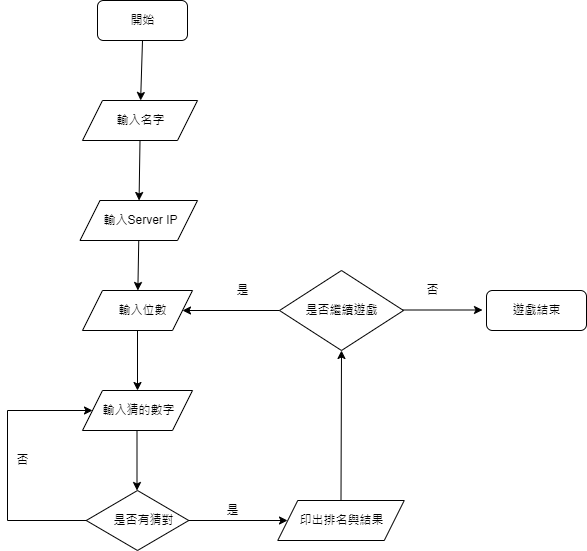 開始
輸入名字
輸入Server IP
輸入位數
是
是否繼續遊戲
否
遊戲結束
輸入猜的數字
否
是否有猜對
是
印出排名與結果